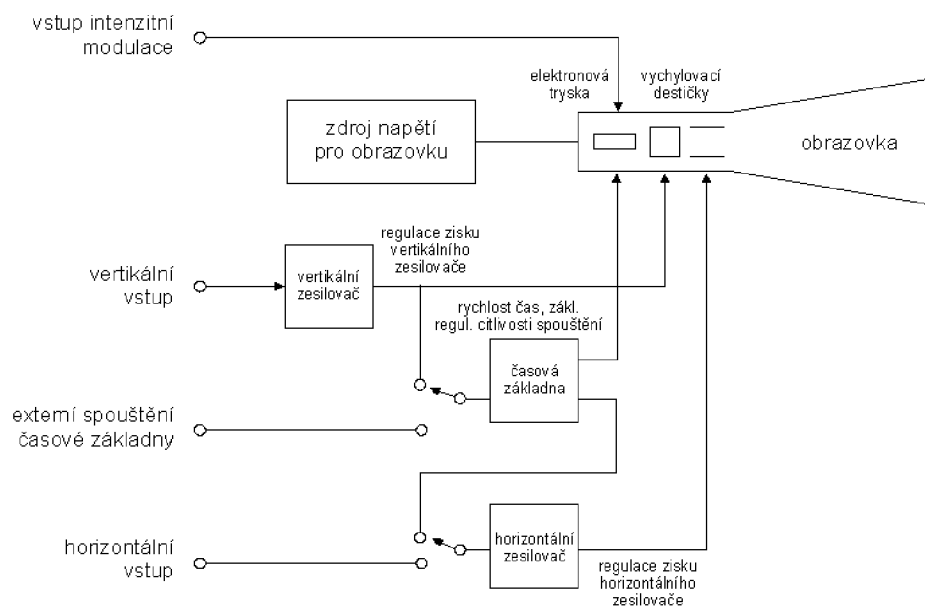 vstup intenzitní
modulace
elektronová
tryska
vychylovací
destičky
zdroj napětí
pro obrazovku
obrazovka
regulace zisku
vertikálního
zesilovače
vertikální
vstup
vertikální
zesilovač
rychlost čas, zákl.
regul. citlivosti spouštění
časová
základna
externí spouštění
časové základny
horizontální
vstup
horizontální
zesilovač
regulace zisku
horizontálního
zesilovače